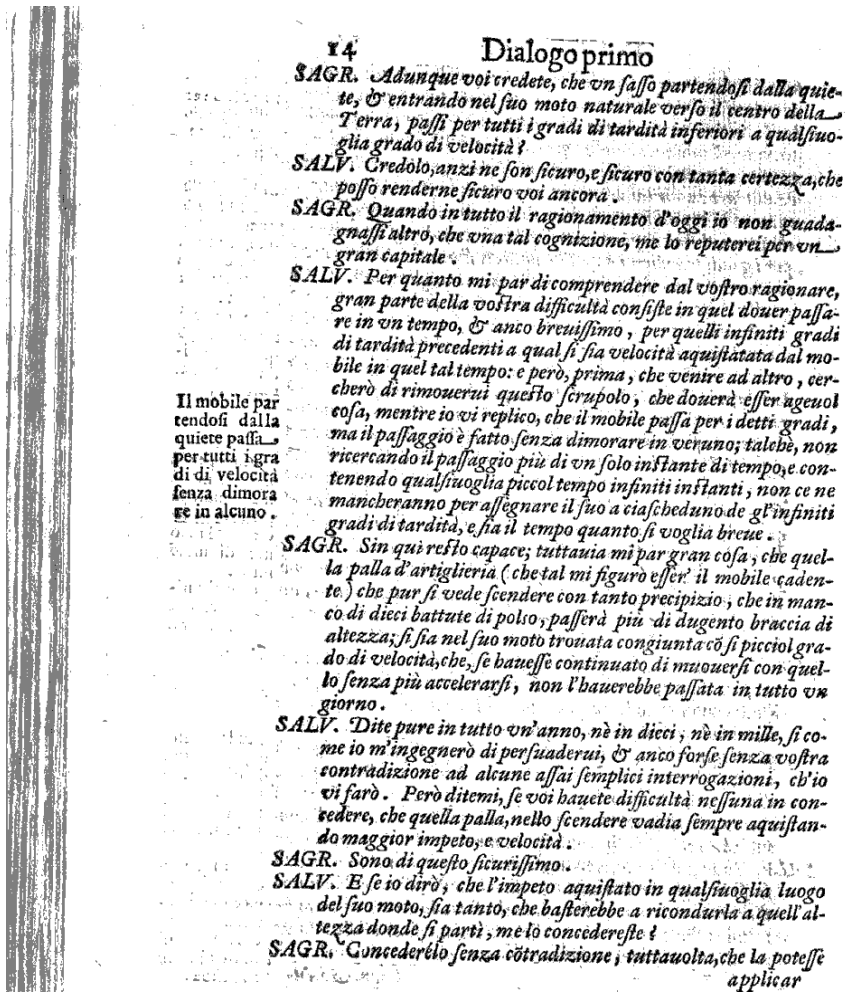 14 Dialogo primo
SAGR. Adunque voi credete, che vn ſaſſo partendoſi dalla quie-
te, & entrando nel ſuo moto naturale verſo il centro della
Terra, paſſi per tutti i gradi di tardità inferiori a qualſiuo-
glia grado di velocità?
SALV. Credolo, anzi ne ſon ſicuro, e ſicuro con tanta certezza, che
poſſo renderne ſicuro voi ancora.
SAGR. Quando in tutto il ragionamento d'oggi io non guada-
gnaſſi altro, che vna tal cognizione, me lo reputerei per vn
gran capitale.
SALV. Per quanto mi par di comprendere dal voſtro ragionare,
gran parte della voſtra difficultà conſiſte in quel douer paſſa-
re in vn tempo, & anco breuiſſimo, per quelli infiniti gradi
di tardità precedenti a qual ſi ſia velocità aquiſtatata dal mo-
bile in quel tal tempo: e però, prima, che venire ad altro, cer-
cherò di rimouerui queſto ſcrupolo, che douerà eſſer ageuol
coſa, mentre io vi replico, che il mobile paſſa per i detti gradi,
ma il paſſaggio è fatto ſenza dimorare in veruno; talchè, non
ricercando il paſſaggio più di vn ſolo inſtante di tempo, e con-
tenendo qualſiuoglia piccol tempo infiniti inſtanti, non ce ne
mancheranno per aſſegnare il ſuo a ciaſcheduno de gl'infiniti
gradi di tardità, e ſia il tempo quanto ſi voglia breue.
Il mobile par
tendoſi dalla
quiete paſſa
per tutti i gra
di di velocità
ſenza dimora
re in alcuno.
SAGR. Sin quì reſto capace; tuttauia mi par gran coſa, che quel-
la palla d'artiglieria (che tal mi figurò eſſer il mobile caden-
te) che pur ſi vede ſcendere con tanto precipizio, che in man-
co di dieci battute di polſo, paſſerà più di dugento braccia di
altezza; ſi ſia nel ſuo moto trouata congiunta cō ſi picciol gra-
do di velocità, che, ſe haueſſe continuato di muouerſi con quel-
lo ſenza più accelerarſi, non l'hauerebbe paſſata in tutto vn
giorno.
SALV. Dite pure in tutto vn'anno, nè in dieci, nè in mille, ſi co-
me io m'ingegnerò di perſuaderui, & anco forſe ſenza voſtra
contradizione ad alcune aſſai ſemplici interrogazioni, ch'io
vi farò. Però ditemi, ſe voi hauete difficultà neſſuna in con-
cedere, che quella palla, nello ſcendere vadia ſempre aquiſtan-
do maggior impeto, e velocità.
SAGR. Sono di queſto ſicuriſſimo.
SALV. E ſe io dirò, che l'impeto aquiſtato in qualſiuoglia luogo
del ſuo moto, ſia tanto, che baſterebbe a ricondurla a quell'al-
tezza donde ſi partì, me lo concedereſte?
SAGR. Concederélo ſenza cōtradizione, tuttauolta, che la poteſſe
applicar